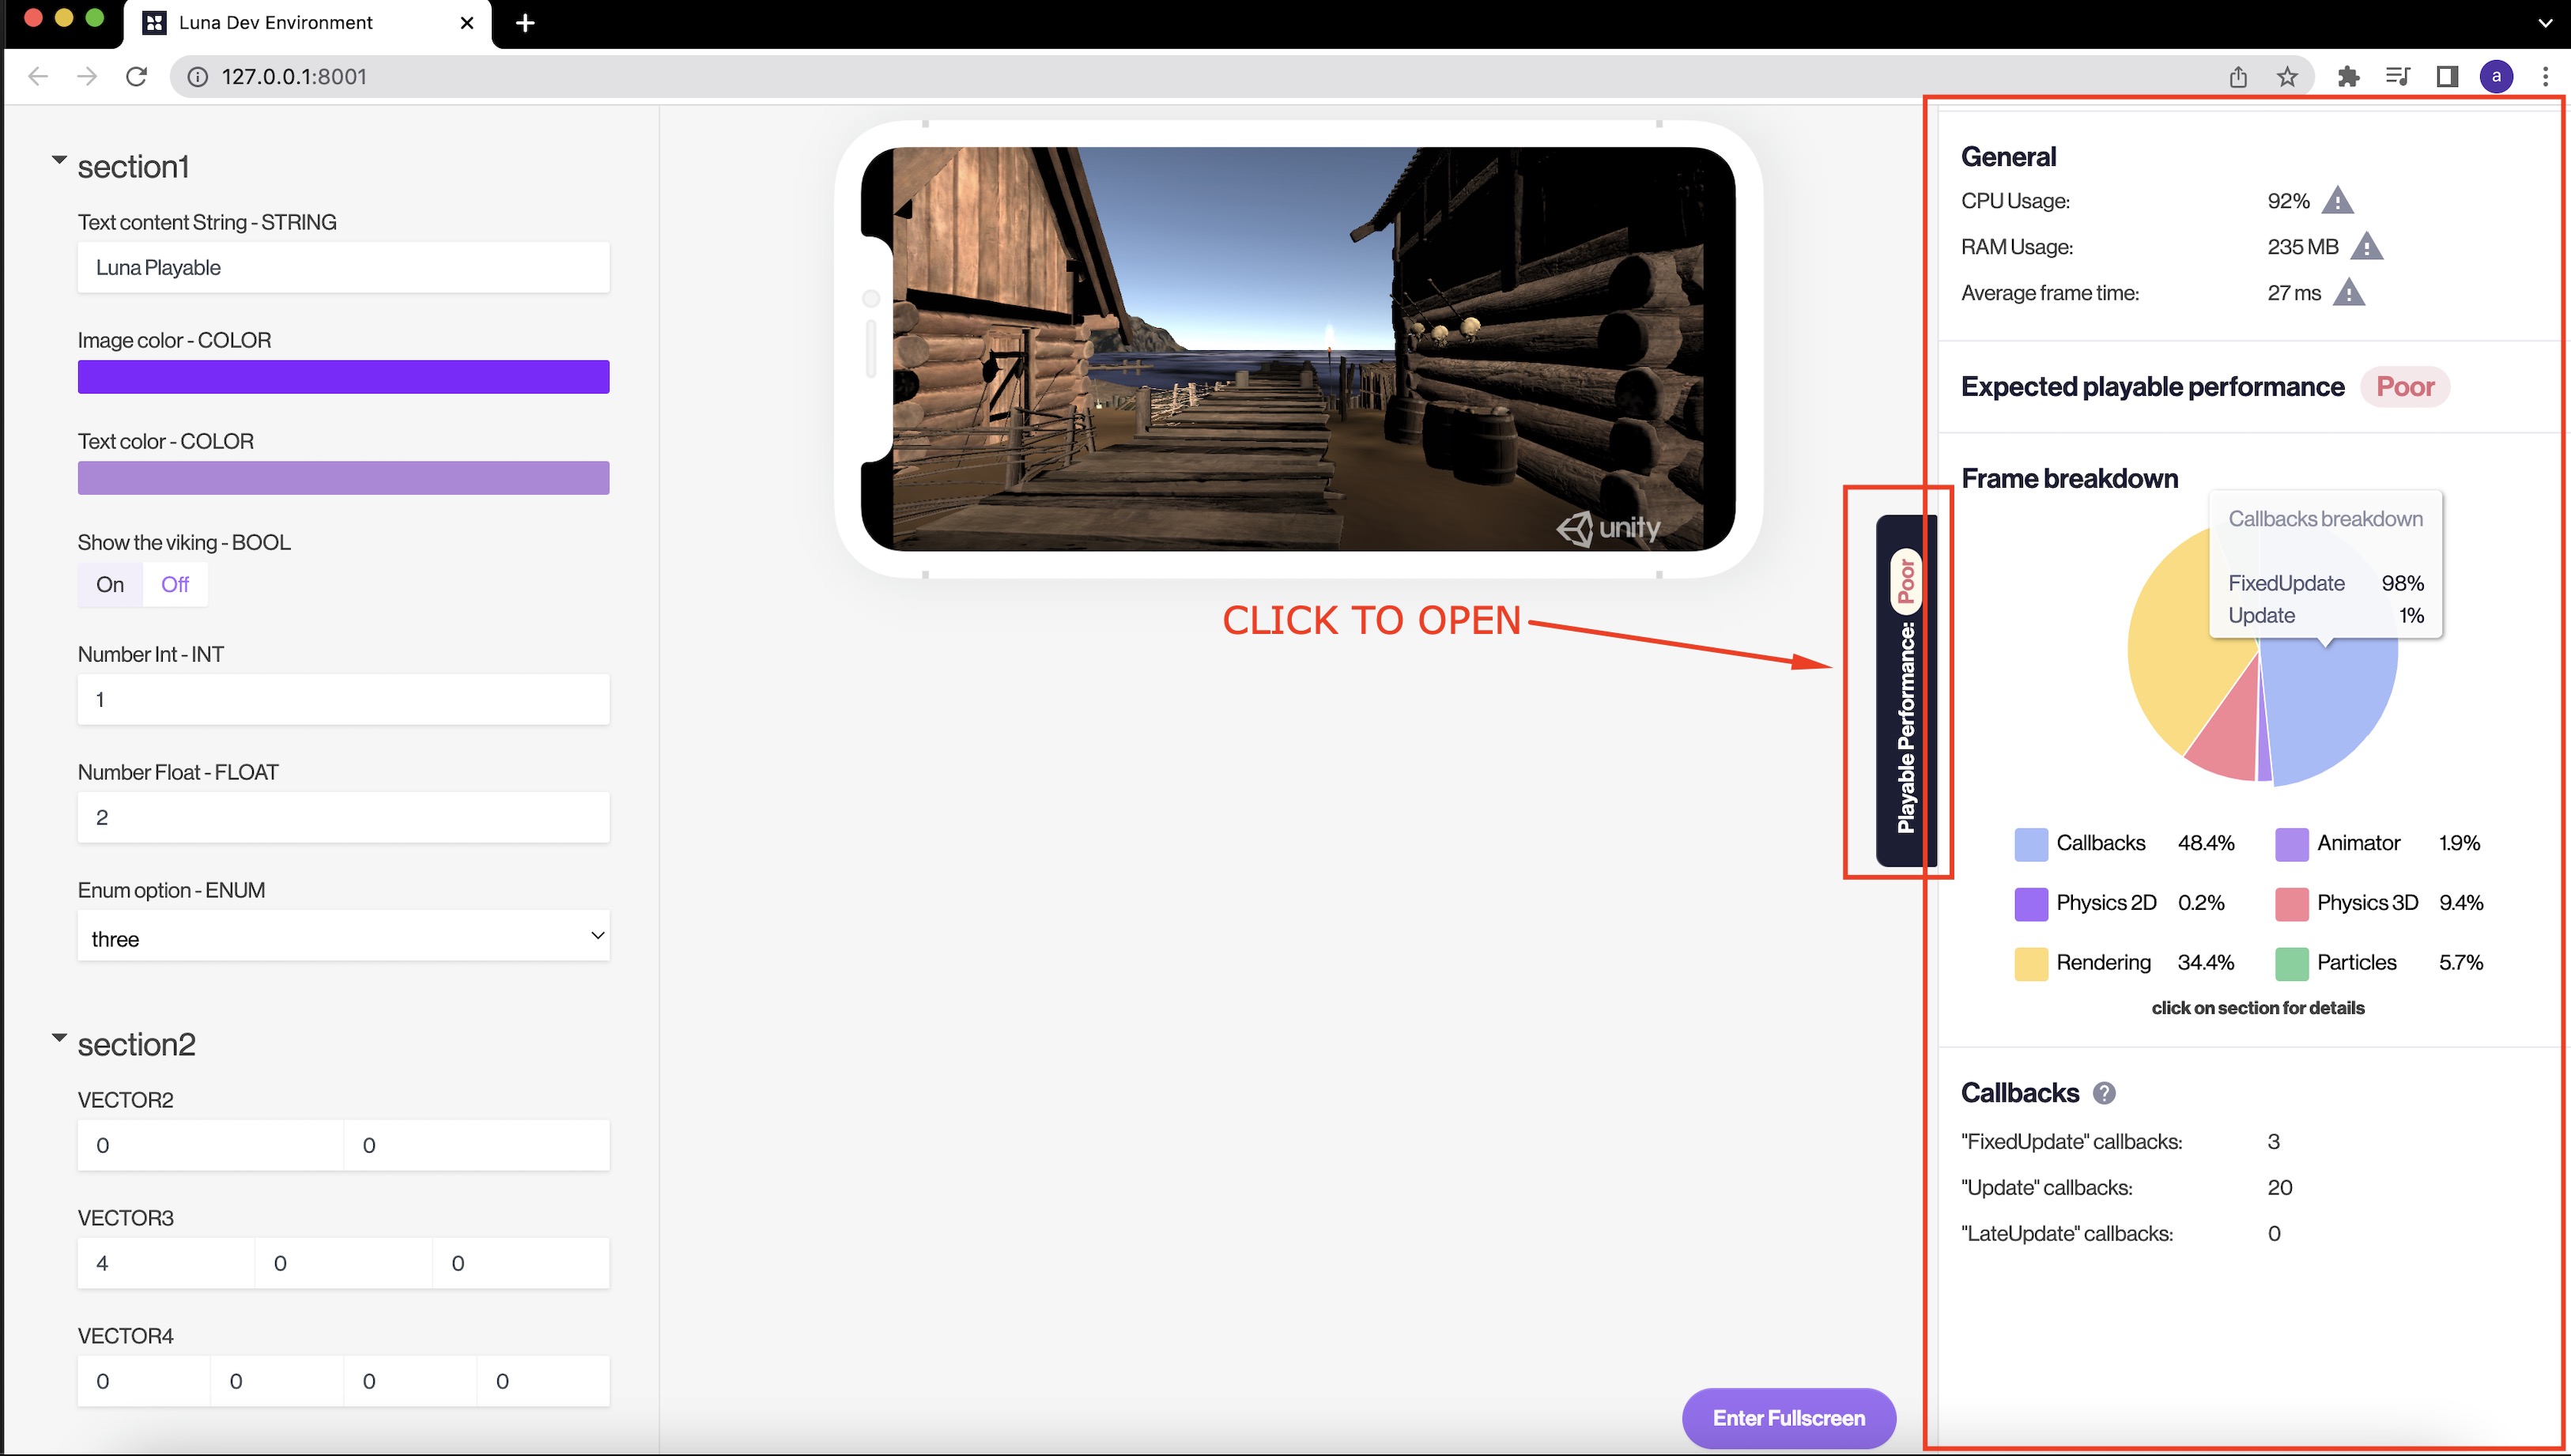 Luna Dev Environment
127.0.0.1:8001
a
section1
Text content String - STRING
Luna Playable
Image color - COLOR
Text color - COLOR
Show the viking - BOOL
On Off
Number Int - INT
1
Number Float - FLOAT
2
Enum option - ENUM
three
section2
VECTOR2
0 0
VECTOR3
4 0 0
VECTOR4
0 0 0 0
unity
CLICK TO OPEN
Playable Performance: Poor
Enter Fullscreen
General
CPU Usage: 92%
RAM Usage: 235 MB
Average frame time: 27 ms
Expected playable performance Poor
Frame breakdown
Callbacks breakdown
FixedUpdate 98%
Update 1%
Callbacks 48.4% Animator 1.9%
Physics 2D 0.2% Physics 3D 9.4%
Rendering 34.4% Particles 5.7%
click on section for details
Callbacks ?
"FixedUpdate" callbacks: 3
"Update" callbacks: 20
"LateUpdate" callbacks: 0